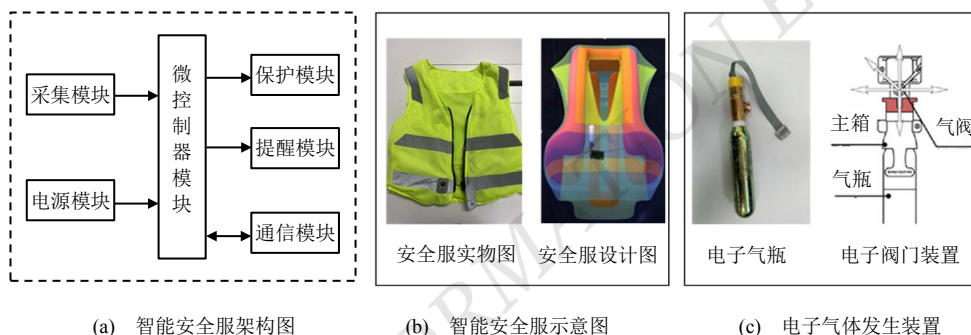 采集模块
电源模块
微控制器模块
保护模块
提醒模块
通信模块
(a) 智能安全服架构图
安全服实物图
安全服设计图
(b) 智能安全服示意图
主箱
气阀
气瓶
电子气瓶
电子阀门装置
(c) 电子气体发生装置